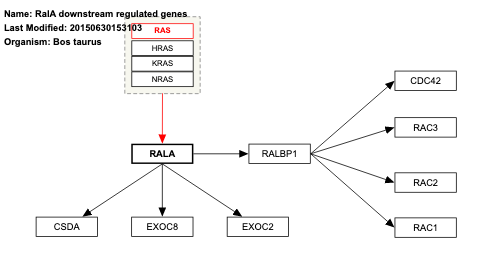 Name: RalA downstream regulated genes
Last Modified: 20150630153103
Organism: Bos taurus
RAS
HRAS
KRAS
NRAS
CDC42
RAC3
RALA
RALBP1
RAC2
CSDA
EXOC8
EXOC2
RAC1